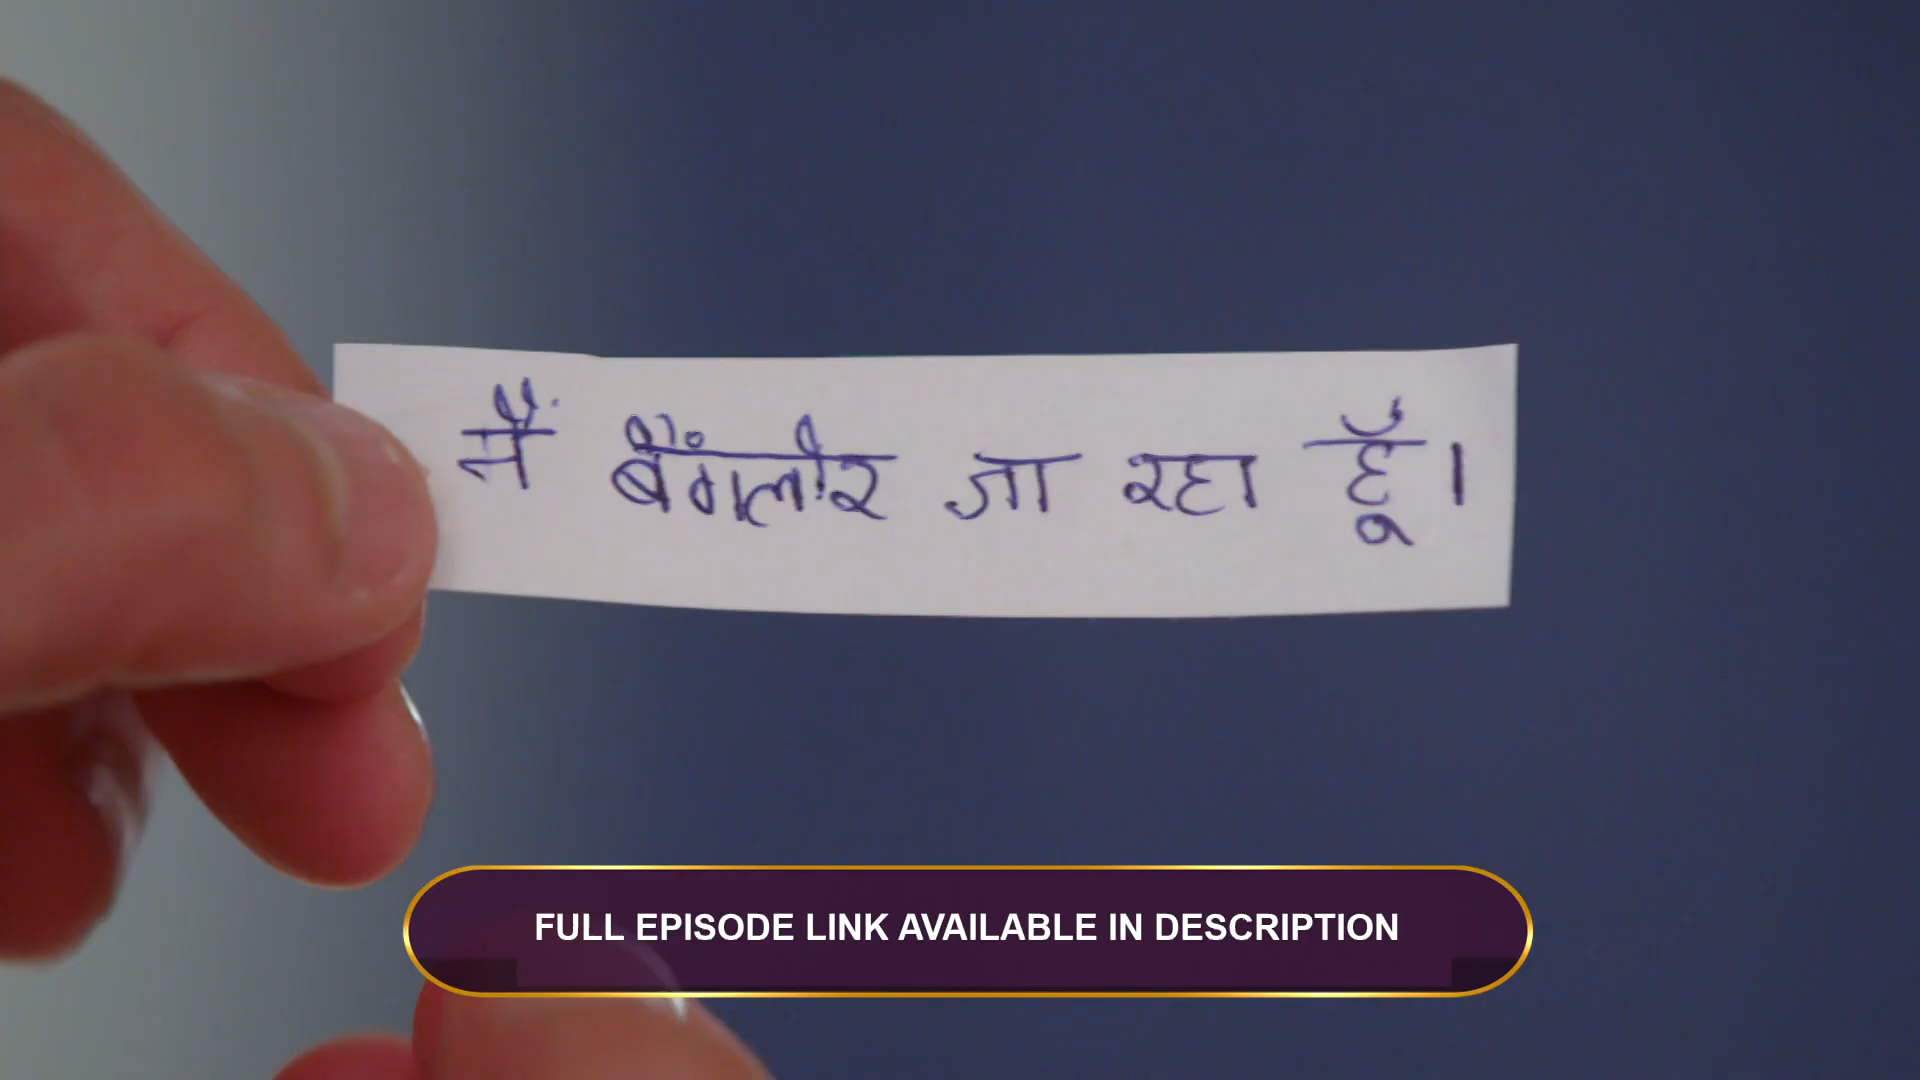 मैं बैंगलोर जा रहा हूँ।
FULL EPISODE LINK AVAILABLE IN DESCRIPTION